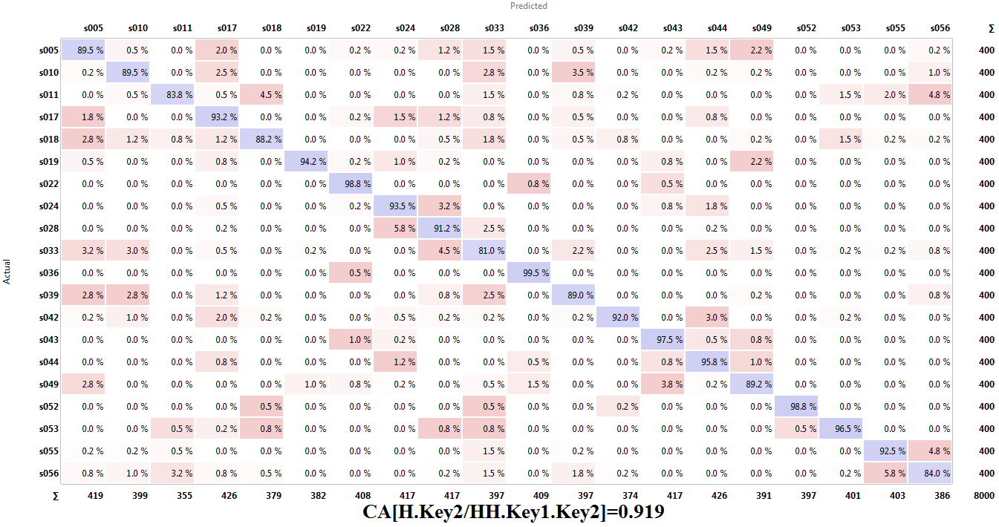 Predicted
s005 s010 s011 s017 s018 s019 s022 s024 s028 s033 s036 s039 s042 s043 s044 s049 s052 s053 s055 s056 Σ
s005 89.5 % 0.5 % 0.0 % 2.0 % 0.0 % 0.0 % 0.2 % 0.2 % 1.2 % 1.5 % 0.0 % 0.5 % 0.0 % 0.2 % 1.5 % 2.2 % 0.0 % 0.0 % 0.0 % 0.2 % 400
s010 0.2 % 89.5 % 0.0 % 2.5 % 0.0 % 0.0 % 0.0 % 0.0 % 0.0 % 2.8 % 0.0 % 3.5 % 0.0 % 0.0 % 0.2 % 0.2 % 0.0 % 0.0 % 0.0 % 1.0 % 400
s011 0.0 % 0.5 % 83.8 % 0.5 % 4.5 % 0.0 % 0.0 % 0.0 % 0.0 % 1.5 % 0.0 % 0.8 % 0.2 % 0.0 % 0.0 % 0.0 % 0.0 % 1.5 % 2.0 % 4.8 % 400
s017 1.8 % 0.0 % 0.0 % 93.2 % 0.0 % 0.0 % 0.2 % 1.5 % 1.2 % 0.8 % 0.0 % 0.5 % 0.0 % 0.0 % 0.8 % 0.0 % 0.0 % 0.0 % 0.0 % 0.0 % 400
s018 2.8 % 1.2 % 0.8 % 1.2 % 88.2 % 0.0 % 0.0 % 0.0 % 0.5 % 1.8 % 0.0 % 0.5 % 0.8 % 0.0 % 0.0 % 0.2 % 0.0 % 1.5 % 0.2 % 0.2 % 400
s019 0.5 % 0.0 % 0.0 % 0.8 % 0.0 % 94.2 % 0.2 % 1.0 % 0.2 % 0.0 % 0.0 % 0.0 % 0.0 % 0.8 % 0.0 % 2.2 % 0.0 % 0.0 % 0.0 % 0.0 % 400
s022 0.0 % 0.0 % 0.0 % 0.0 % 0.0 % 0.0 % 98.8 % 0.0 % 0.0 % 0.0 % 0.8 % 0.0 % 0.0 % 0.5 % 0.0 % 0.0 % 0.0 % 0.0 % 0.0 % 0.0 % 400
s024 0.0 % 0.0 % 0.0 % 0.5 % 0.0 % 0.0 % 0.2 % 93.5 % 3.2 % 0.0 % 0.0 % 0.0 % 0.0 % 0.8 % 1.8 % 0.0 % 0.0 % 0.0 % 0.0 % 0.0 % 400
s028 0.0 % 0.0 % 0.0 % 0.2 % 0.0 % 0.0 % 0.0 % 5.8 % 91.2 % 2.5 % 0.0 % 0.0 % 0.0 % 0.0 % 0.2 % 0.0 % 0.0 % 0.0 % 0.0 % 0.0 % 400
s033 3.2 % 3.0 % 0.0 % 0.5 % 0.0 % 0.2 % 0.0 % 0.0 % 4.5 % 81.0 % 0.0 % 2.2 % 0.0 % 0.0 % 2.5 % 1.5 % 0.0 % 0.2 % 0.2 % 0.8 % 400
Actual
s036 0.0 % 0.0 % 0.0 % 0.0 % 0.0 % 0.0 % 0.5 % 0.0 % 0.0 % 0.0 % 99.5 % 0.0 % 0.0 % 0.0 % 0.0 % 0.0 % 0.0 % 0.0 % 0.0 % 0.0 % 400
s039 2.8 % 2.8 % 0.0 % 1.2 % 0.0 % 0.0 % 0.0 % 0.0 % 0.8 % 2.5 % 0.0 % 89.0 % 0.0 % 0.0 % 0.0 % 0.2 % 0.0 % 0.0 % 0.0 % 0.8 % 400
s042 0.2 % 1.0 % 0.0 % 2.0 % 0.2 % 0.0 % 0.0 % 0.5 % 0.2 % 0.2 % 0.0 % 0.2 % 92.0 % 0.0 % 3.0 % 0.0 % 0.0 % 0.2 % 0.0 % 0.0 % 400
s043 0.0 % 0.0 % 0.0 % 0.0 % 0.0 % 0.0 % 1.0 % 0.2 % 0.0 % 0.0 % 0.0 % 0.0 % 0.0 % 97.5 % 0.5 % 0.8 % 0.0 % 0.0 % 0.0 % 0.0 % 400
s044 0.0 % 0.0 % 0.0 % 0.8 % 0.0 % 0.0 % 0.0 % 1.2 % 0.0 % 0.0 % 0.5 % 0.0 % 0.0 % 0.8 % 95.8 % 1.0 % 0.0 % 0.0 % 0.0 % 0.0 % 400
s049 2.8 % 0.0 % 0.0 % 0.0 % 0.0 % 1.0 % 0.8 % 0.2 % 0.0 % 0.5 % 1.5 % 0.0 % 0.0 % 3.8 % 0.2 % 89.2 % 0.0 % 0.0 % 0.0 % 0.0 % 400
s052 0.0 % 0.0 % 0.0 % 0.0 % 0.5 % 0.0 % 0.0 % 0.0 % 0.0 % 0.5 % 0.0 % 0.0 % 0.2 % 0.0 % 0.0 % 0.0 % 98.8 % 0.0 % 0.0 % 0.0 % 400
s053 0.0 % 0.0 % 0.5 % 0.2 % 0.8 % 0.0 % 0.0 % 0.0 % 0.8 % 0.8 % 0.0 % 0.0 % 0.0 % 0.0 % 0.0 % 0.0 % 0.5 % 96.5 % 0.0 % 0.0 % 400
s055 0.2 % 0.2 % 0.5 % 0.0 % 0.0 % 0.0 % 0.0 % 0.0 % 0.0 % 1.5 % 0.0 % 0.2 % 0.0 % 0.0 % 0.0 % 0.0 % 0.0 % 0.0 % 92.5 % 4.8 % 400
s056 0.8 % 1.0 % 3.2 % 0.8 % 0.5 % 0.0 % 0.0 % 0.0 % 0.2 % 1.5 % 0.0 % 1.8 % 0.2 % 0.0 % 0.0 % 0.0 % 0.0 % 0.2 % 5.8 % 84.0 % 400
Σ 419 399 355 426 379 382 408 417 417 397 409 397 374 417 426 391 397 401 403 386 8000
CA[H.Key2/HH.Key1.Key2]=0.919